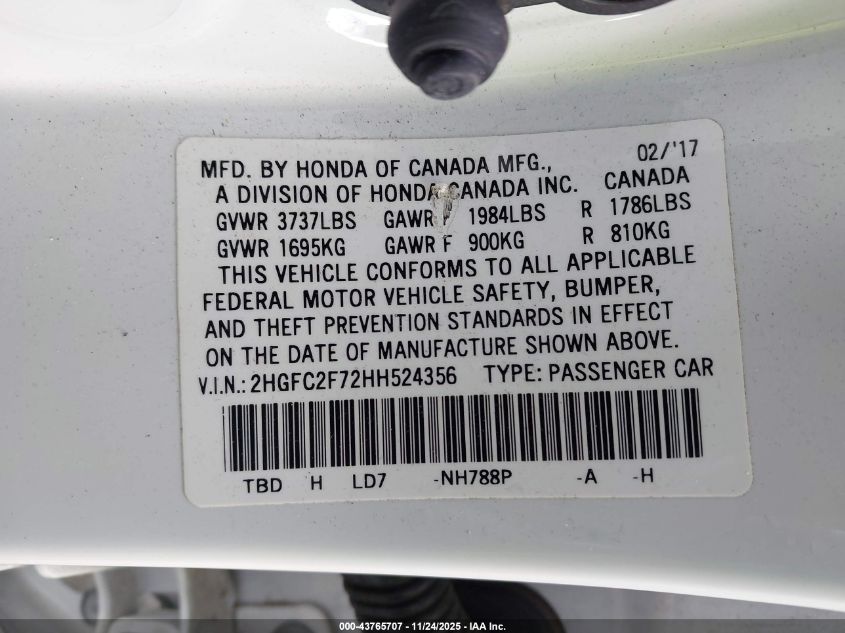 MFD. BY HONDA OF CANADA MFG., 02/'17
A DIVISION OF HONDA CANADA INC. CANADA
GVWR 3737LBS GAWR F 1984LBS R 1786LBS
GVWR 1695KG GAWR F 900KG R 810KG
THIS VEHICLE CONFORMS TO ALL APPLICABLE
FEDERAL MOTOR VEHICLE SAFETY, BUMPER,
AND THEFT PREVENTION STANDARDS IN EFFECT
ON THE DATE OF MANUFACTURE SHOWN ABOVE.
V.I.N.: 2HGFC2F72HH524356 TYPE: PASSENGER CAR
TBD H LD7 -NH788P -A -H
000-43765707 - 11/24/2025 - IAA Inc.